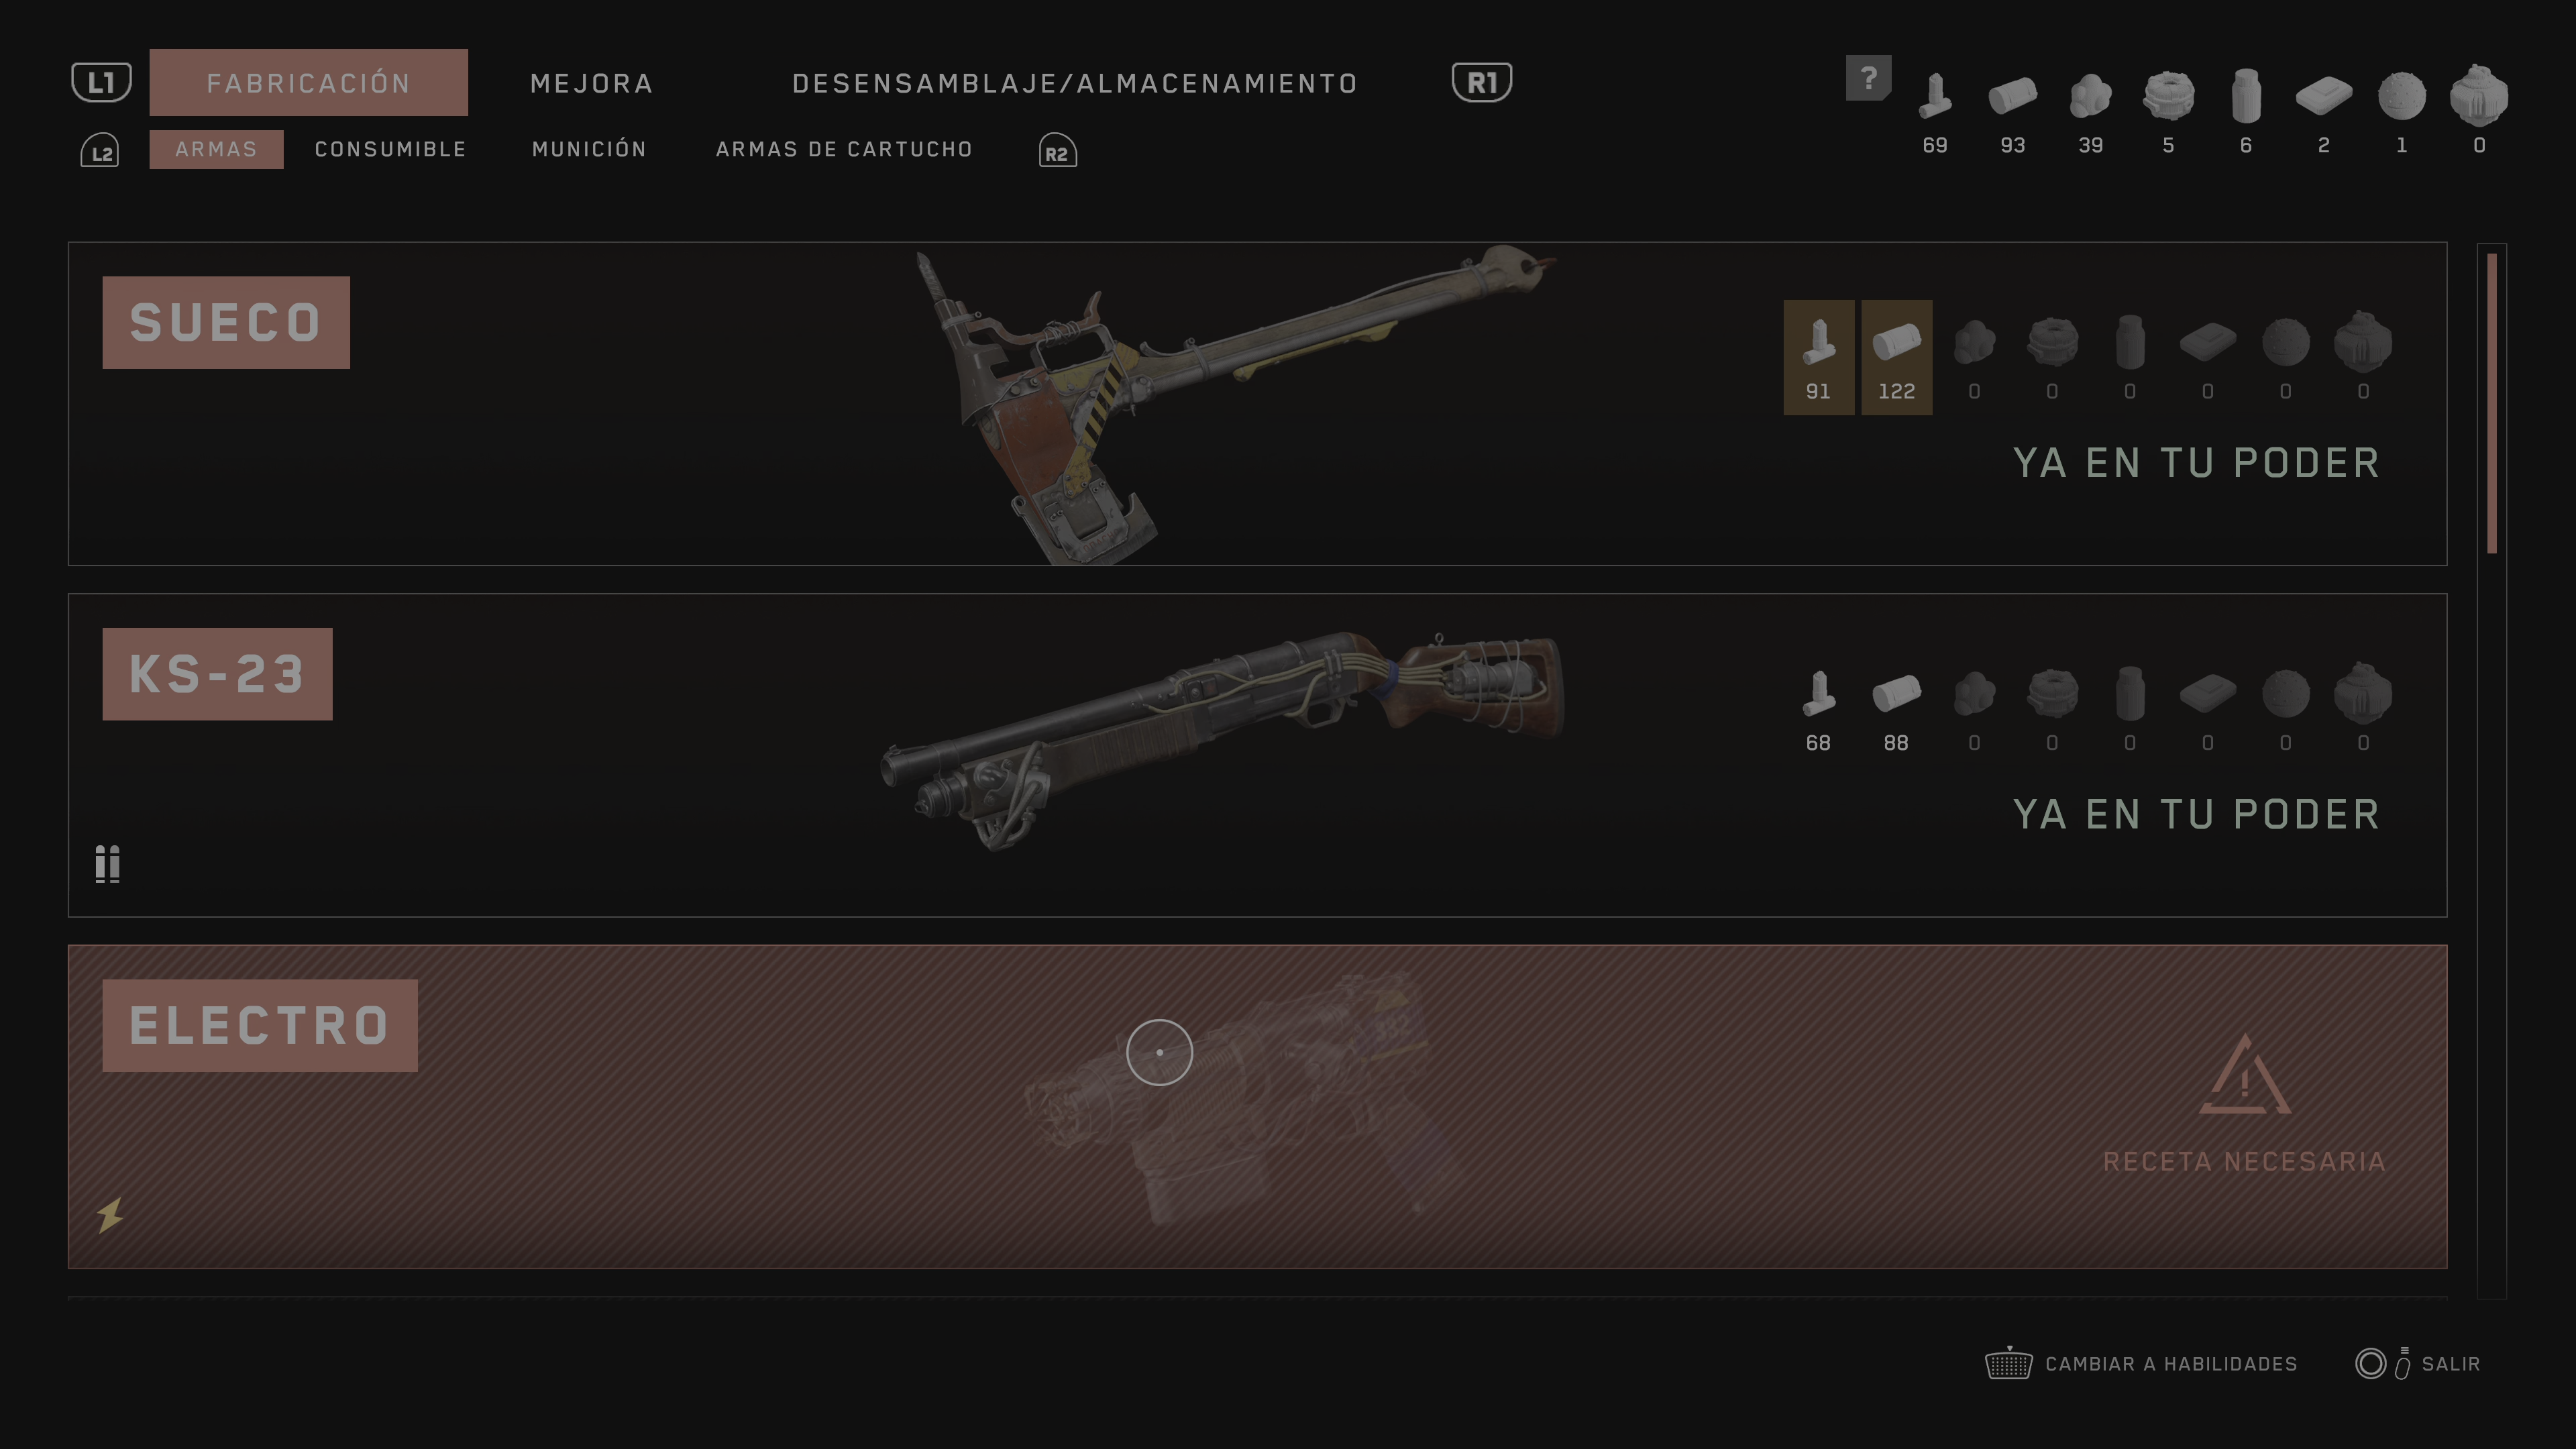 L1 FABRICACIÓN MEJORA DESENSAMBLAJE/ALMACENAMIENTO R1 ?
L2 ARMAS CONSUMIBLE MUNICIÓN ARMAS DE CARTUCHO R2
69 93 39 5 6 2 1 0
SUECO
91 122 0 0 0 0 0 0
YA EN TU PODER
KS-23
68 88 0 0 0 0 0 0
YA EN TU PODER
ELECTRO
RECETA NECESARIA
CAMBIAR A HABILIDADES SALIR